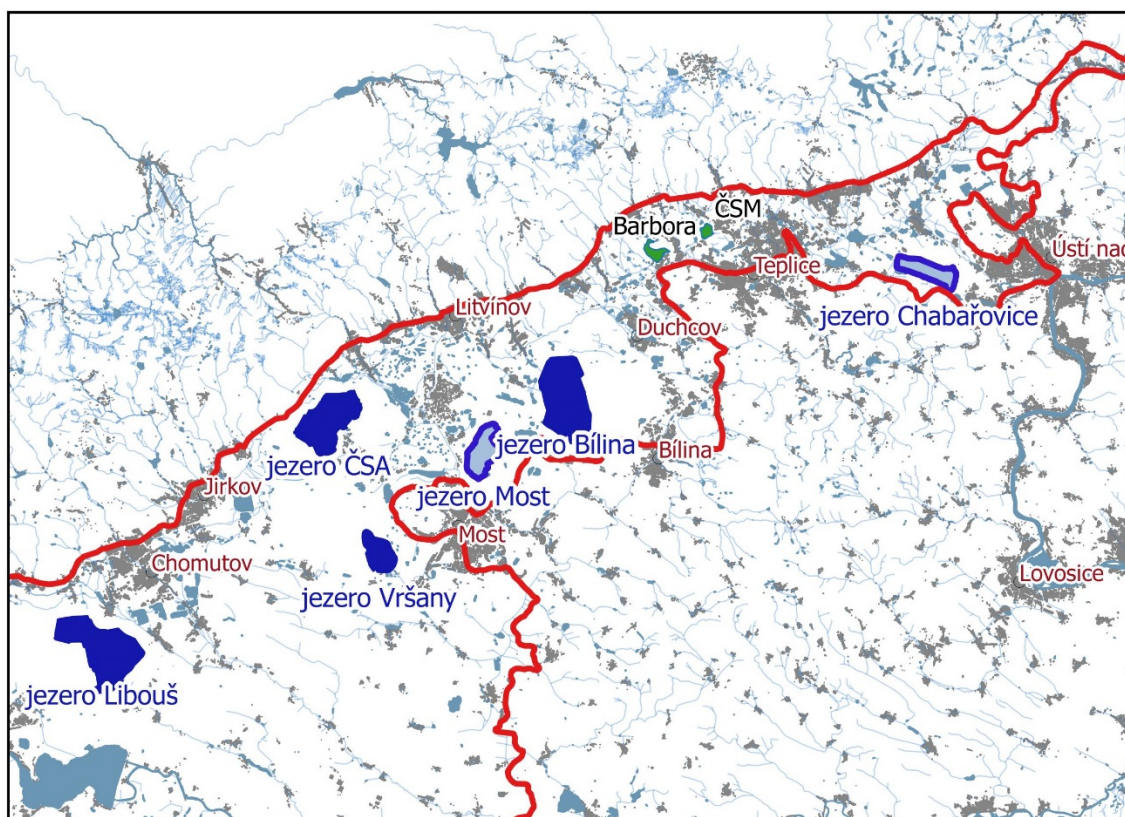 ČSM
Barbora
Ústí nad
Teplice
Litvínov
jezero Chabařovice
Duchcov
jezero Bílina
Bílina
jezero ČSA
Jirkov
jezero Most
Most
Chomutov
Lovosice
jezero Vršany
jezero Libouš